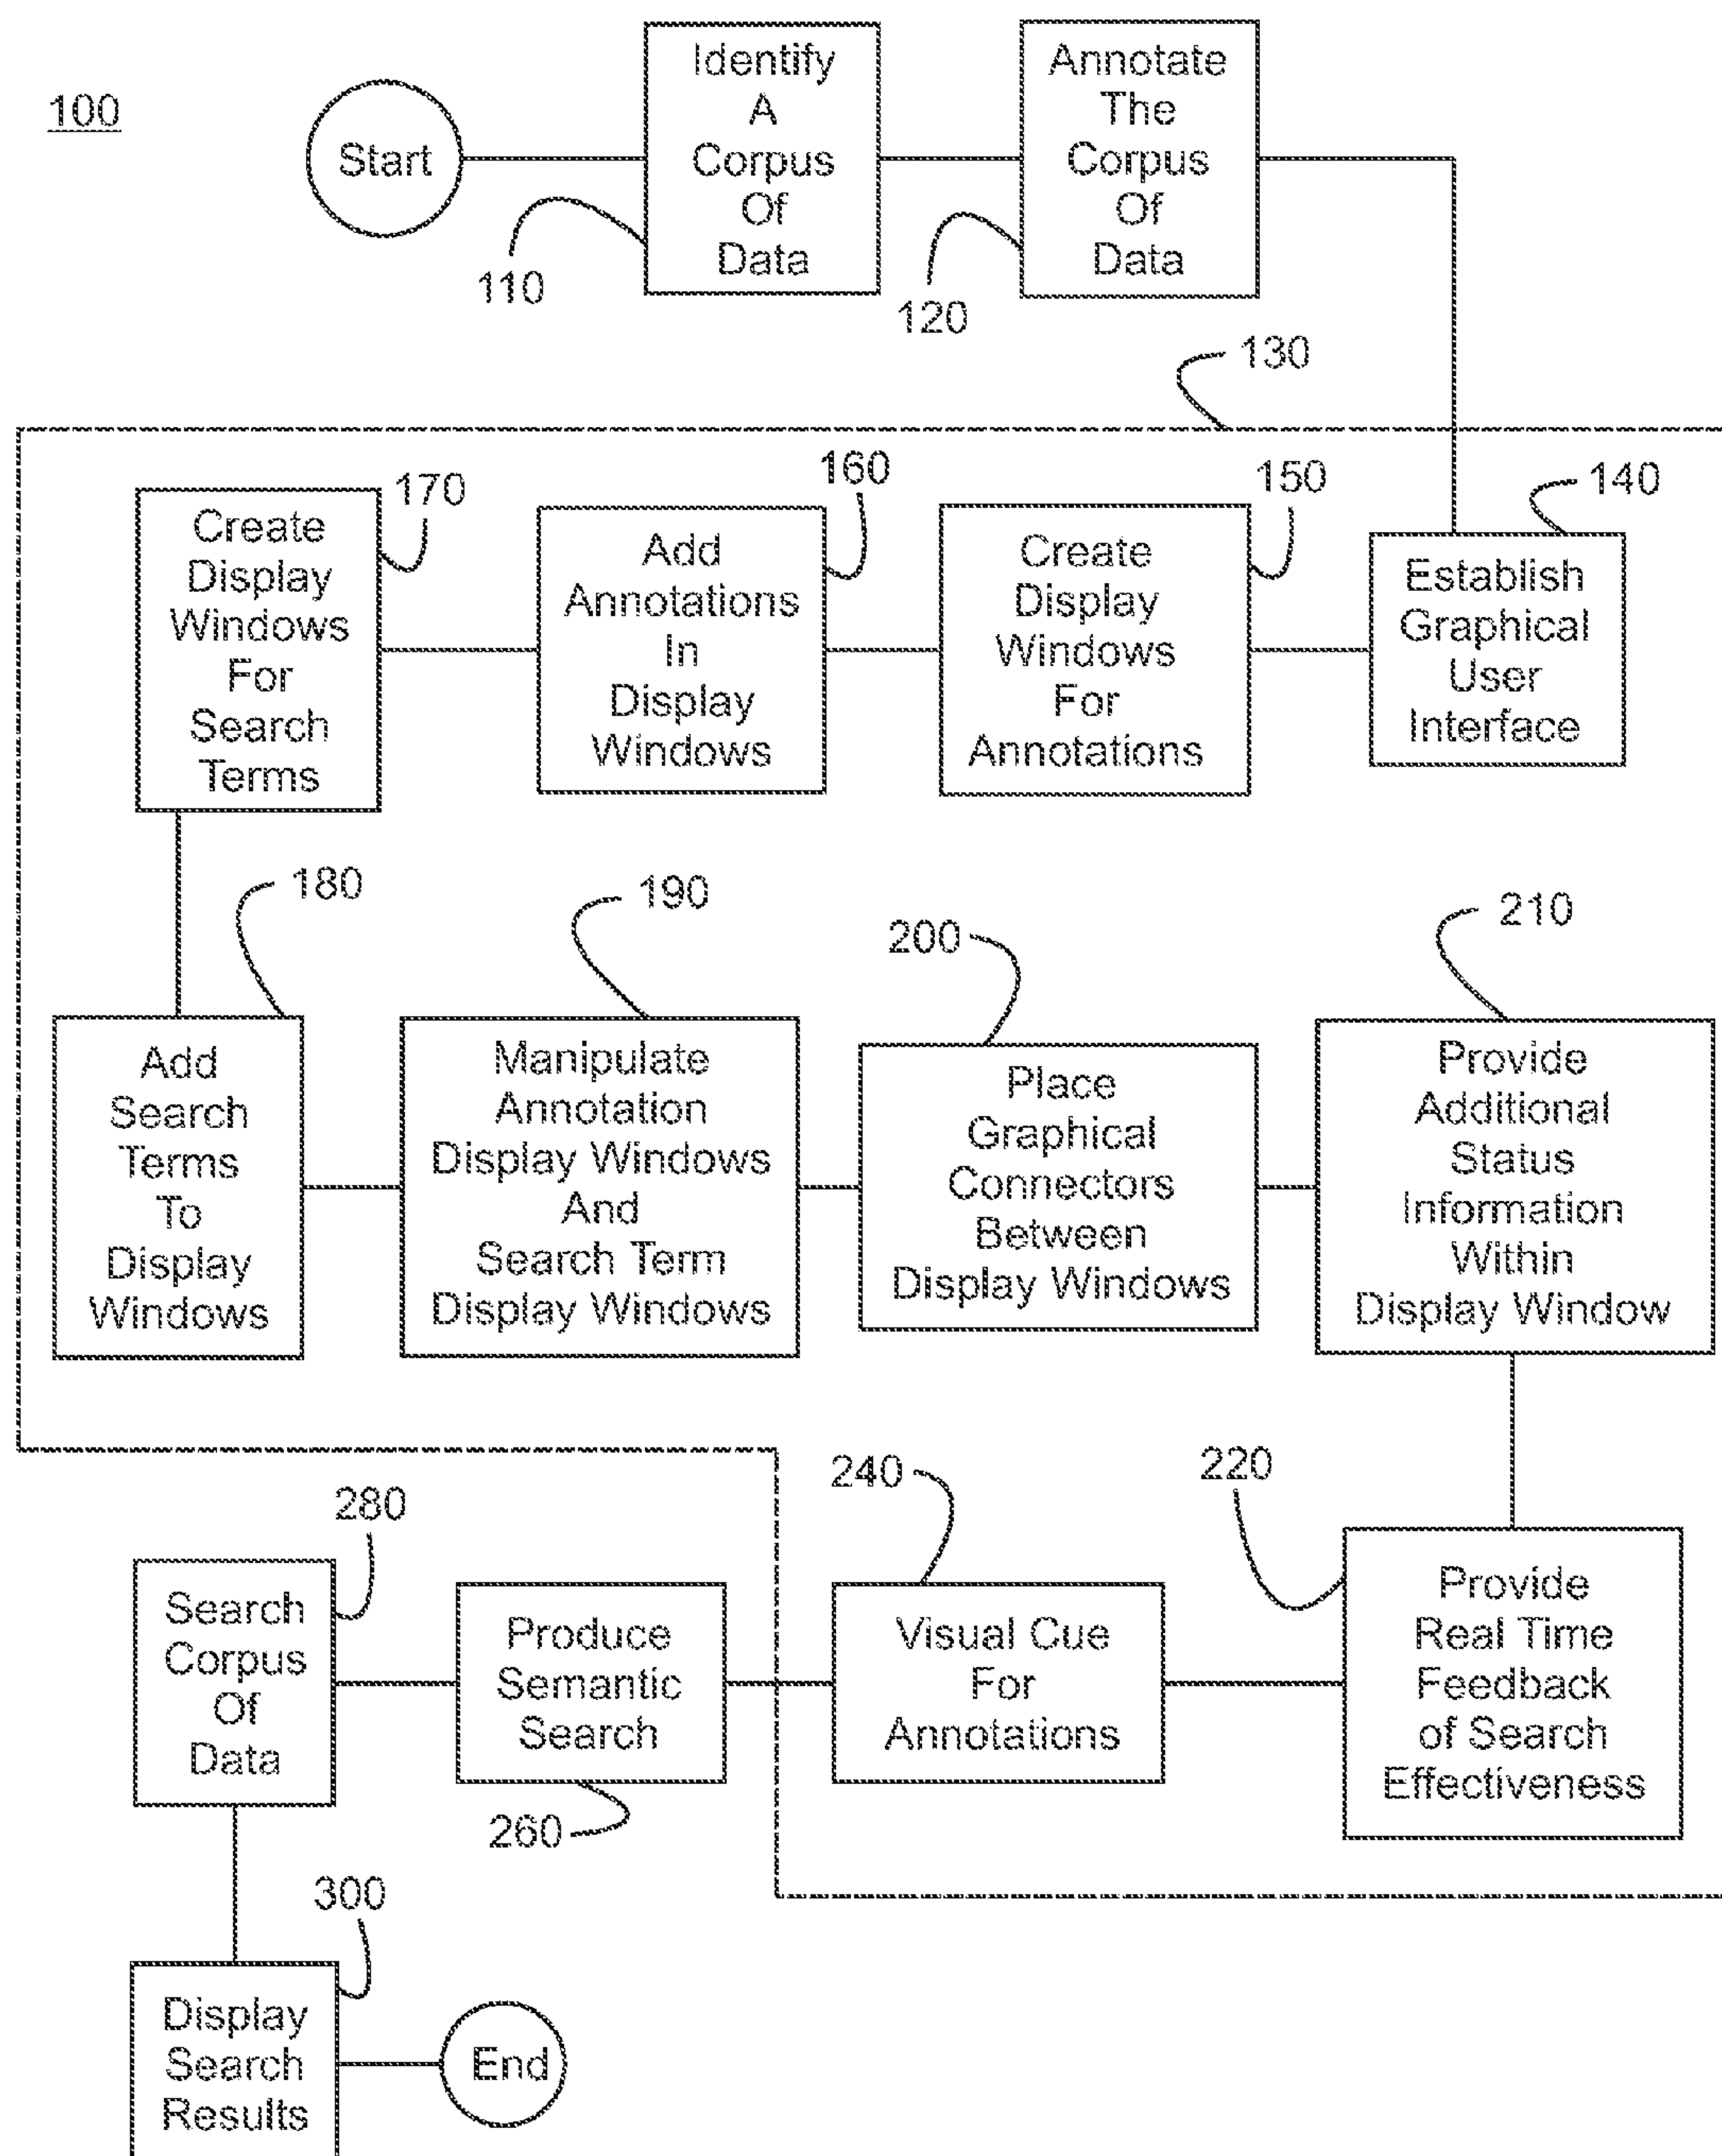 100
Start
Identify
A
Corpus
Of
Data
110
Annotate
The
Corpus
Of
Data
120
130
Establish
Graphical
User
Interface
140
Create
Display
Windows
For
Annotations
150
Add
Annotations
In
Display
Windows
160
Create
Display
Windows
For
Search
Terms
170
Add
Search
Terms
To
Display
Windows
180
Manipulate
Annotation
Display Windows
And
Search Term
Display Windows
190
Place
Graphical
Connectors
Between
Display Windows
200
Provide
Additional
Status
Information
Within
Display Window
210
Provide
Real Time
Feedback
of Search
Effectiveness
220
Visual Cue
For
Annotations
240
Produce
Semantic
Search
260
Search
Corpus
Of
Data
280
Display
Search
Results
300
End